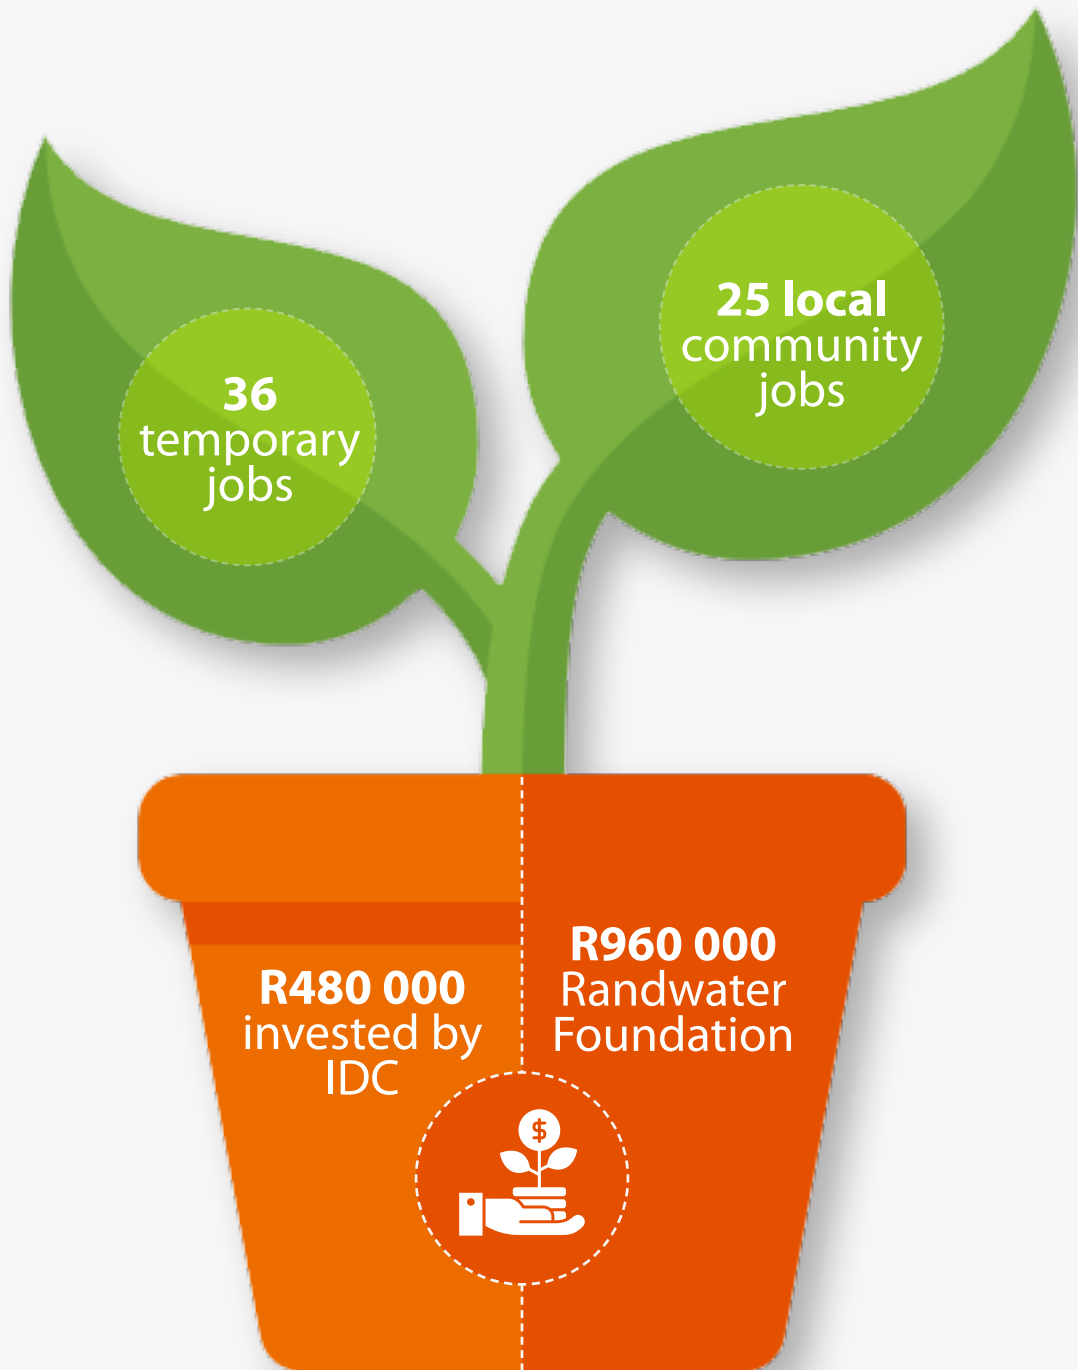 25 local
community
jobs
36
temporary
jobs
R960 000
Randwater
Foundation
R480 000
invested by
IDC
$